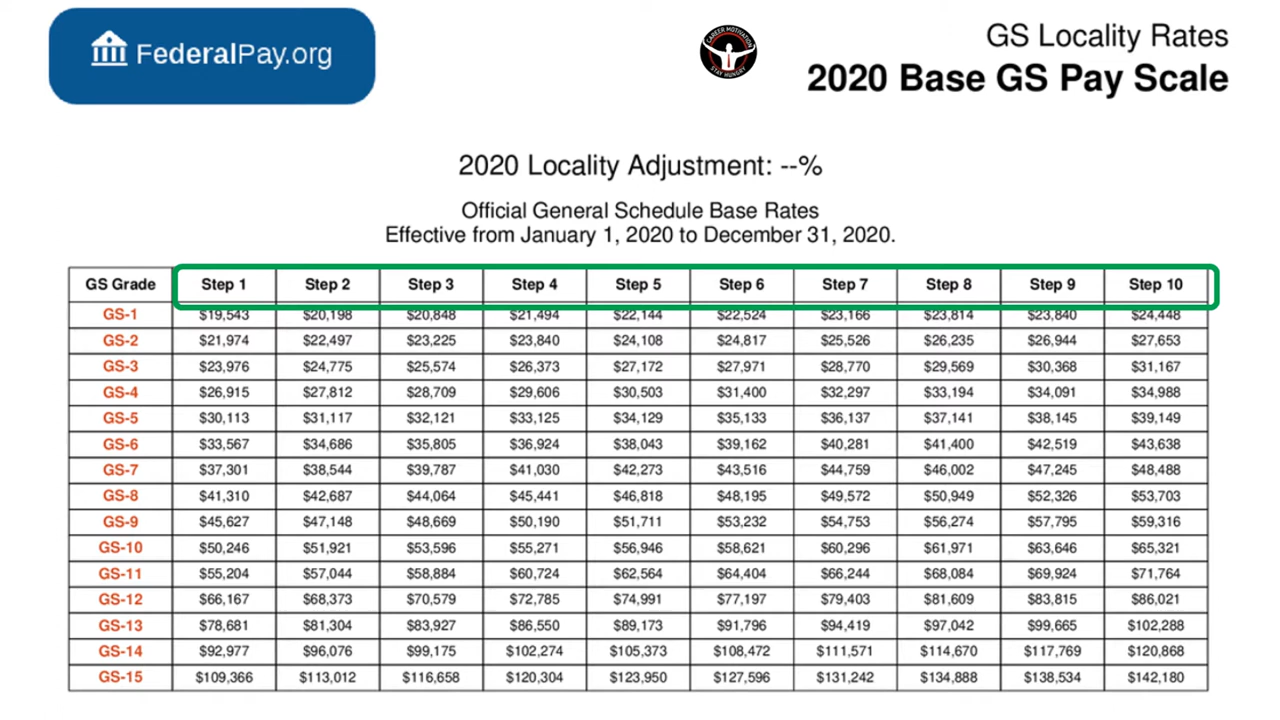 FederalPay.org
CAREER MOTIVATION
STAY HUNGRY
GS Locality Rates
2020 Base GS Pay Scale
2020 Locality Adjustment: --%
Official General Schedule Base Rates
Effective from January 1, 2020 to December 31, 2020.
GS Grade Step 1 Step 2 Step 3 Step 4 Step 5 Step 6 Step 7 Step 8 Step 9 Step 10
GS-1 $19,543 $20,198 $20,848 $21,494 $22,144 $22,524 $23,166 $23,814 $23,840 $24,448
GS-2 $21,974 $22,497 $23,225 $23,840 $24,108 $24,817 $25,526 $26,235 $26,944 $27,653
GS-3 $23,976 $24,775 $25,574 $26,373 $27,172 $27,971 $28,770 $29,569 $30,368 $31,167
GS-4 $26,915 $27,812 $28,709 $29,606 $30,503 $31,400 $32,297 $33,194 $34,091 $34,988
GS-5 $30,113 $31,117 $32,121 $33,125 $34,129 $35,133 $36,137 $37,141 $38,145 $39,149
GS-6 $33,567 $34,686 $35,805 $36,924 $38,043 $39,162 $40,281 $41,400 $42,519 $43,638
GS-7 $37,301 $38,544 $39,787 $41,030 $42,273 $43,516 $44,759 $46,002 $47,245 $48,488
GS-8 $41,310 $42,687 $44,064 $45,441 $46,818 $48,195 $49,572 $50,949 $52,326 $53,703
GS-9 $45,627 $47,148 $48,669 $50,190 $51,711 $53,232 $54,753 $56,274 $57,795 $59,316
GS-10 $50,246 $51,921 $53,596 $55,271 $56,946 $58,621 $60,296 $61,971 $63,646 $65,321
GS-11 $55,204 $57,044 $58,884 $60,724 $62,564 $64,404 $66,244 $68,084 $69,924 $71,764
GS-12 $66,167 $68,373 $70,579 $72,785 $74,991 $77,197 $79,403 $81,609 $83,815 $86,021
GS-13 $78,681 $81,304 $83,927 $86,550 $89,173 $91,796 $94,419 $97,042 $99,665 $102,288
GS-14 $92,977 $96,076 $99,175 $102,274 $105,373 $108,472 $111,571 $114,670 $117,769 $120,868
GS-15 $109,366 $113,012 $116,658 $120,304 $123,950 $127,596 $131,242 $134,888 $138,534 $142,180